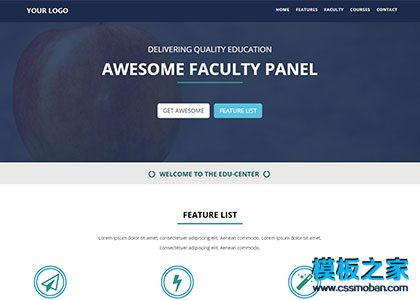 YOUR LOGO
HOME FEATURES FACULTY COURSES CONTACT
DELIVERING QUALITY EDUCATION
AWESOME FACULTY PANEL
GET AWESOME FEATURE LIST
WELCOME TO THE EDU-CENTER
FEATURE LIST
Lorem ipsum dolor sit amet, consectetuer adipiscing elit. Aenean commodo. Lorem ipsum dolor sit amet,
consectetuer adipiscing elit. Aenean commodo.
模板之家
www.cssmoban.com